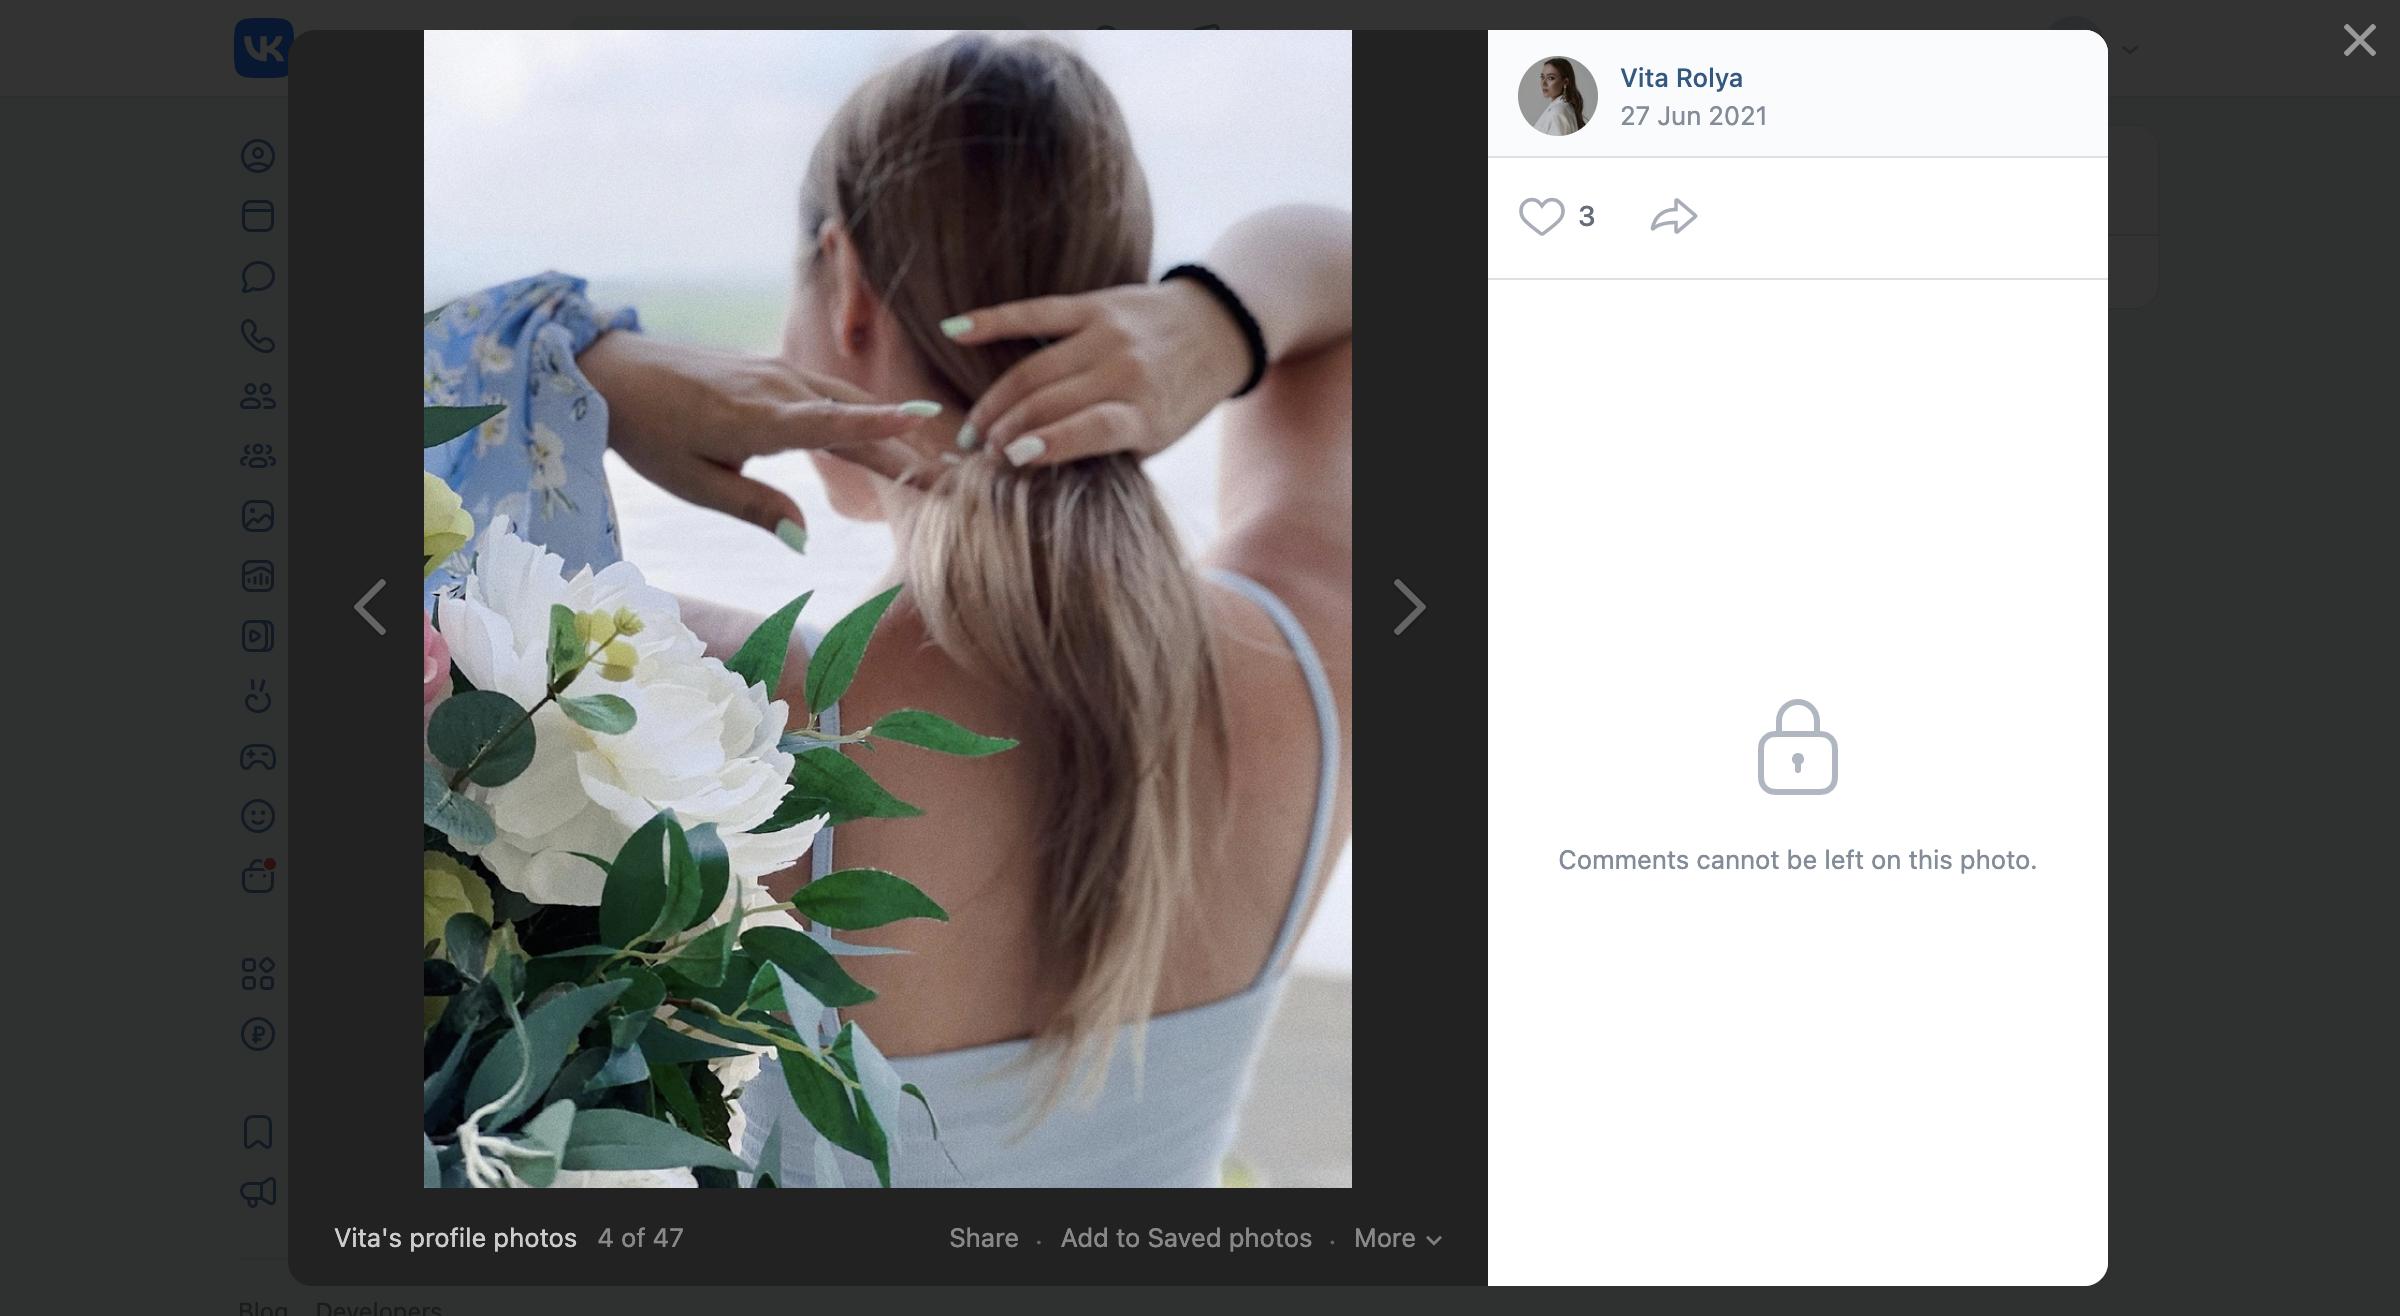 VK
Vita Rolya
27 Jun 2021
3
Comments cannot be left on this photo.
Vita's profile photos 4 of 47
Share · Add to Saved photos · More
Blog Developers